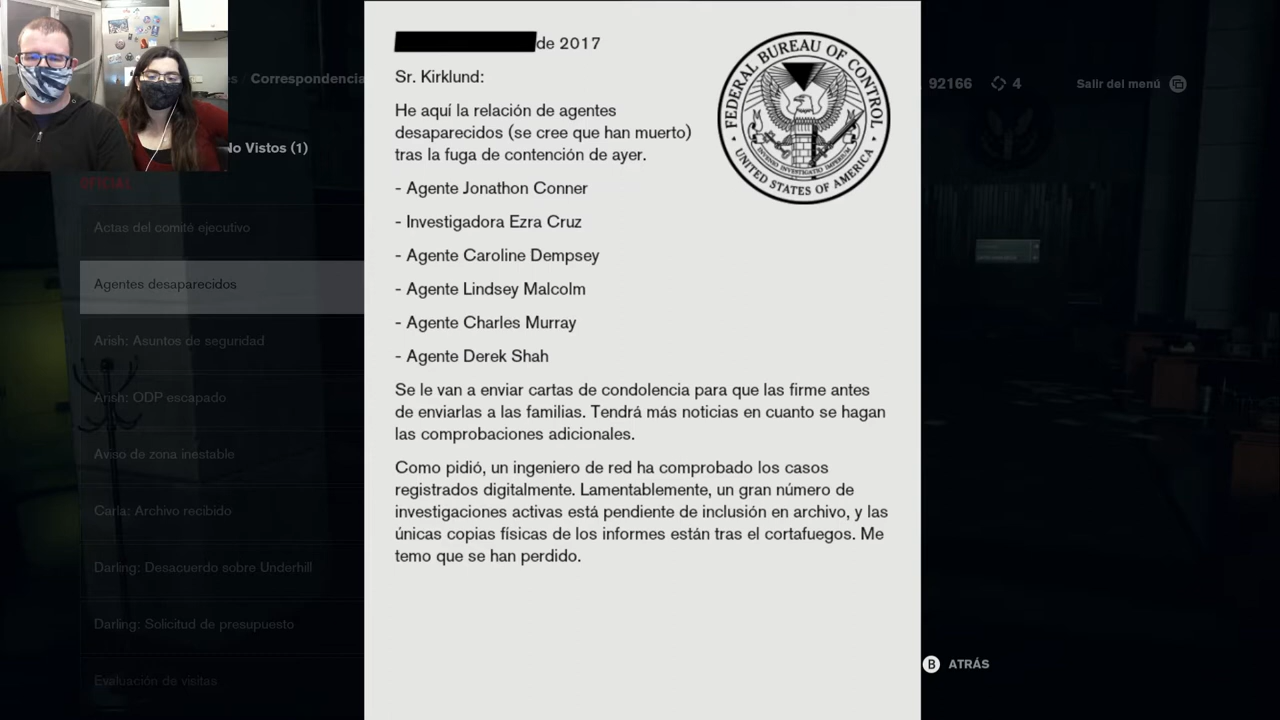 de 2017
Sr. Kirklund:
He aquí la relación de agentes
desaparecidos (se cree que han muerto)
tras la fuga de contención de ayer.
- Agente Jonathon Conner
- Investigadora Ezra Cruz
- Agente Caroline Dempsey
- Agente Lindsey Malcolm
- Agente Charles Murray
- Agente Derek Shah
Se le van a enviar cartas de condolencia para que las firme antes
de enviarlas a las familias. Tendrá más noticias en cuanto se hagan
las comprobaciones adicionales.
Como pidió, un ingeniero de red ha comprobado los casos
registrados digitalmente. Lamentablemente, un gran número de
investigaciones activas está pendiente de inclusión en archivo, y las
únicas copias físicas de los informes están tras el cortafuegos. Me
temo que se han perdido.
FEDERAL BUREAU OF CONTROL
UNITED STATES OF AMERICA
/ Correspondencia
No Vistos (1)
OFICIAL
Actas del comité ejecutivo
Agentes desaparecidos
Arish: Asuntos de seguridad
Arish: ODP escapado
Aviso de zona inestable
Carla: Archivo recibido
Darling: Desacuerdo sobre Underhill
Darling: Solicitud de presupuesto
Evaluación de visitas
92166
4
Salir del menú
B ATRÁS